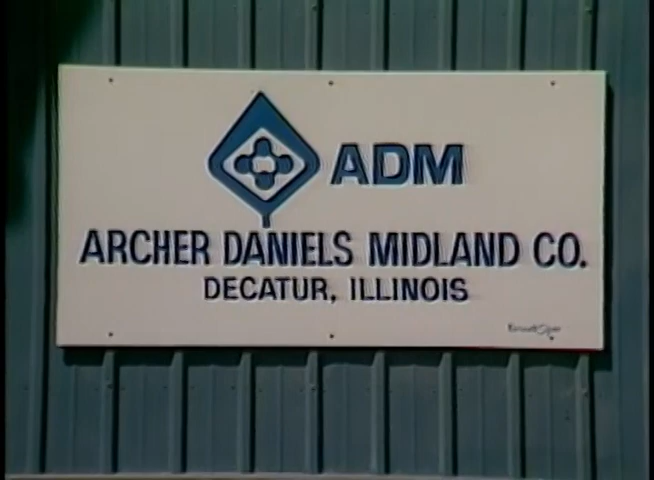 ADM
ARCHER DANIELS MIDLAND CO.
DECATUR, ILLINOIS